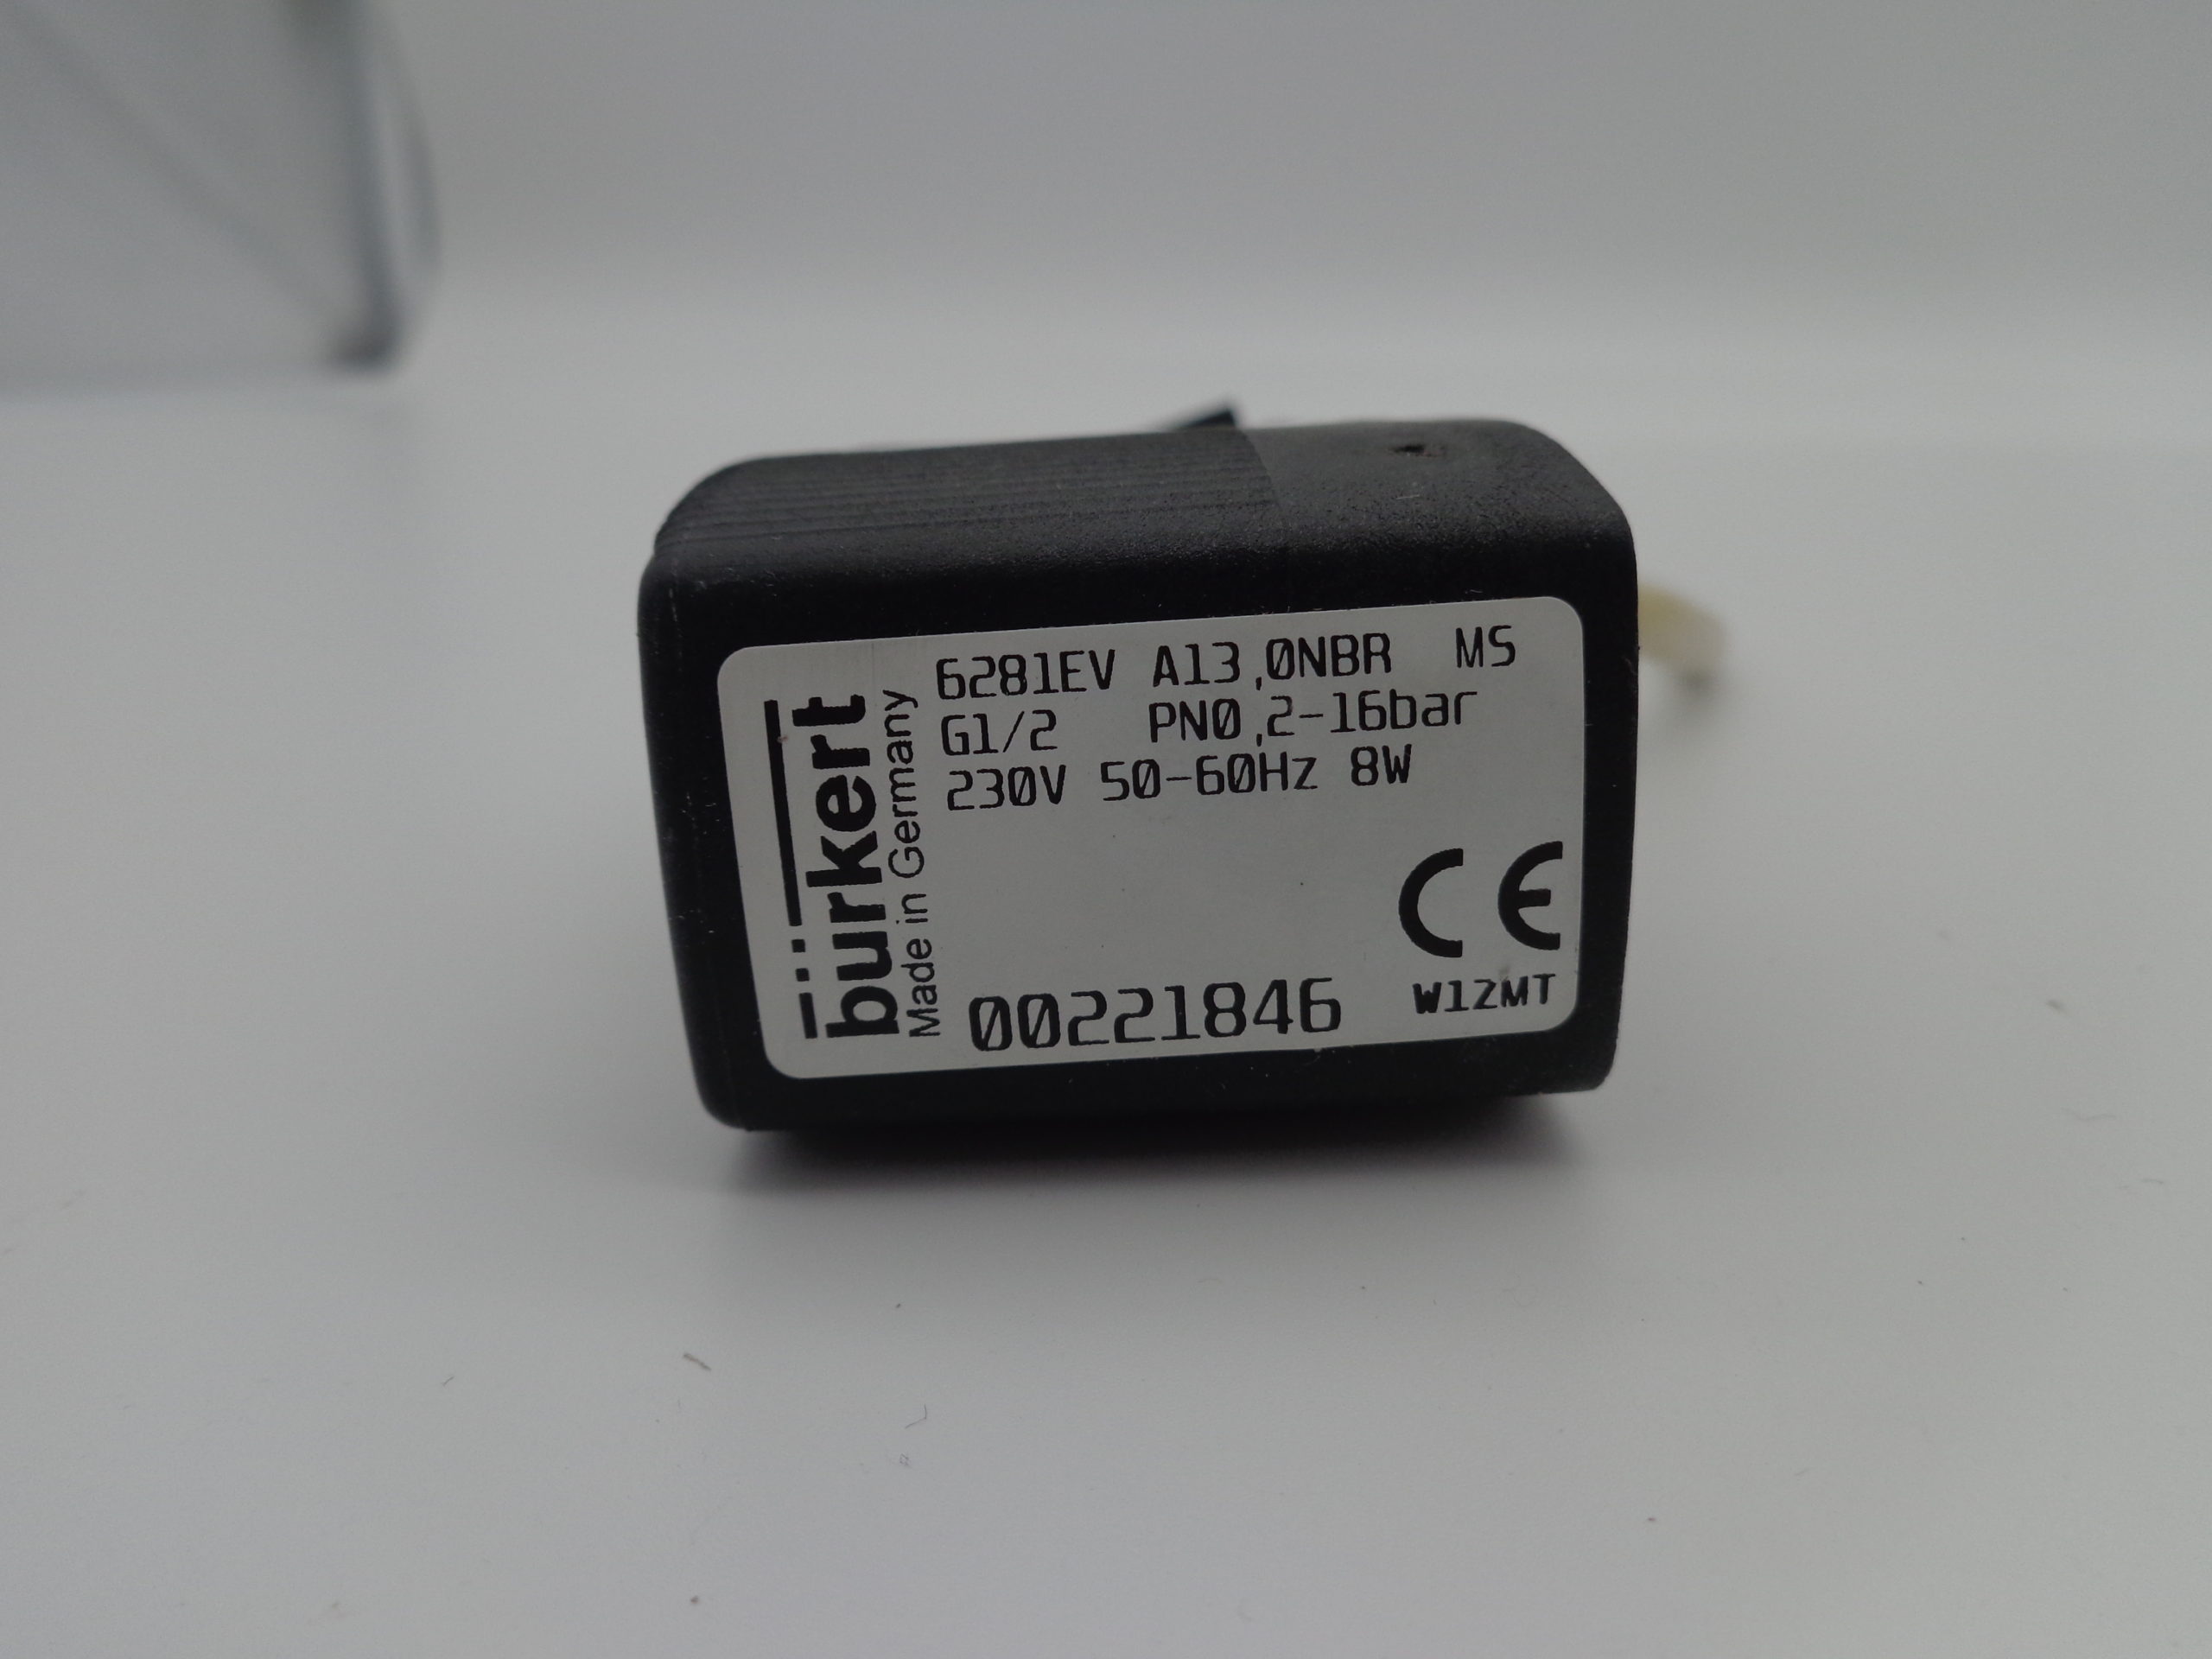 bürkert
Made in Germany
6281EV A13,0NBR MS
G1/2 PN0,2-16bar
230V 50-60Hz 8W
CE
00221846 W1ZMT